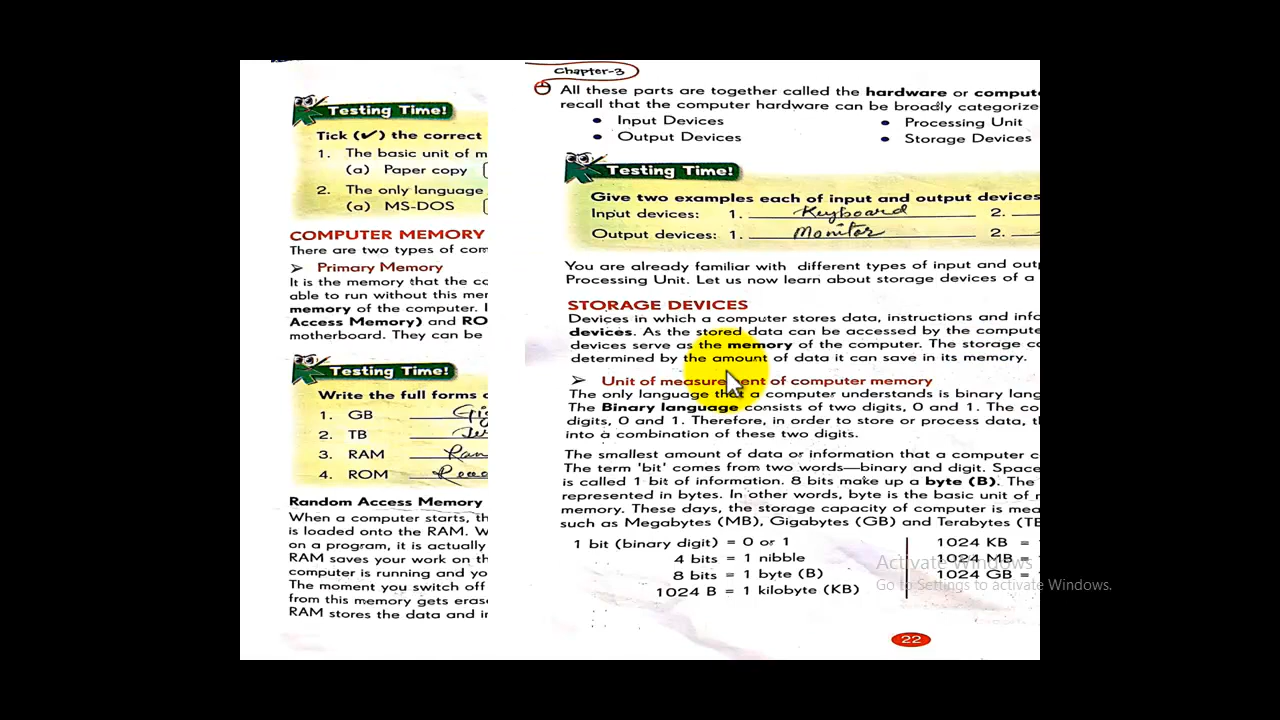 Testing Time!
Tick (✔) the correct
1. The basic unit of m
(a) Paper copy
2. The only language
(a) MS-DOS
COMPUTER MEMORY
There are two types of com
➤ Primary Memory
It is the memory that the co
able to run without this mer
memory of the computer. I
Access Memory) and RO
motherboard. They can be
Testing Time!
Write the full forms o
1. GB
2. TB
3. RAM
4. ROM
Random Access Memory
When a computer starts, th
is loaded onto the RAM. W
on a program, it is actually
RAM saves your work on th
computer is running and yo
The moment you switch off
from this memory gets eras
RAM stores the data and in
Chapter-3
All these parts are together called the hardware or compute
recall that the computer hardware can be broadly categorize
• Input Devices • Processing Unit
• Output Devices • Storage Devices
Testing Time!
Give two examples each of input and output devices
Input devices: 1. Keyboard 2.
Output devices: 1. Monitor 2.
You are already familiar with different types of input and out
Processing Unit. Let us now learn about storage devices of a
STORAGE DEVICES
Devices in which a computer stores data, instructions and info
devices. As the stored data can be accessed by the compute
devices serve as the memory of the computer. The storage co
determined by the amount of data it can save in its memory.
➤ Unit of measurement of computer memory
The only language that a computer understands is binary lang
The Binary language consists of two digits, 0 and 1. The co
digits, 0 and 1. Therefore, in order to store or process data, th
into a combination of these two digits.
The smallest amount of data or information that a computer c
The term 'bit' comes from two words—binary and digit. Space
is called 1 bit of information. 8 bits make up a byte (B). The
represented in bytes. In other words, byte is the basic unit of
memory. These days, the storage capacity of computer is mea
such as Megabytes (MB), Gigabytes (GB) and Terabytes (TB
1 bit (binary digit) = 0 or 1
4 bits = 1 nibble
8 bits = 1 byte (B)
1024 B = 1 kilobyte (KB)
1024 KB =
1024 MB =
1024 GB =
Activate Windows
Go to Settings to activate Windows.
22